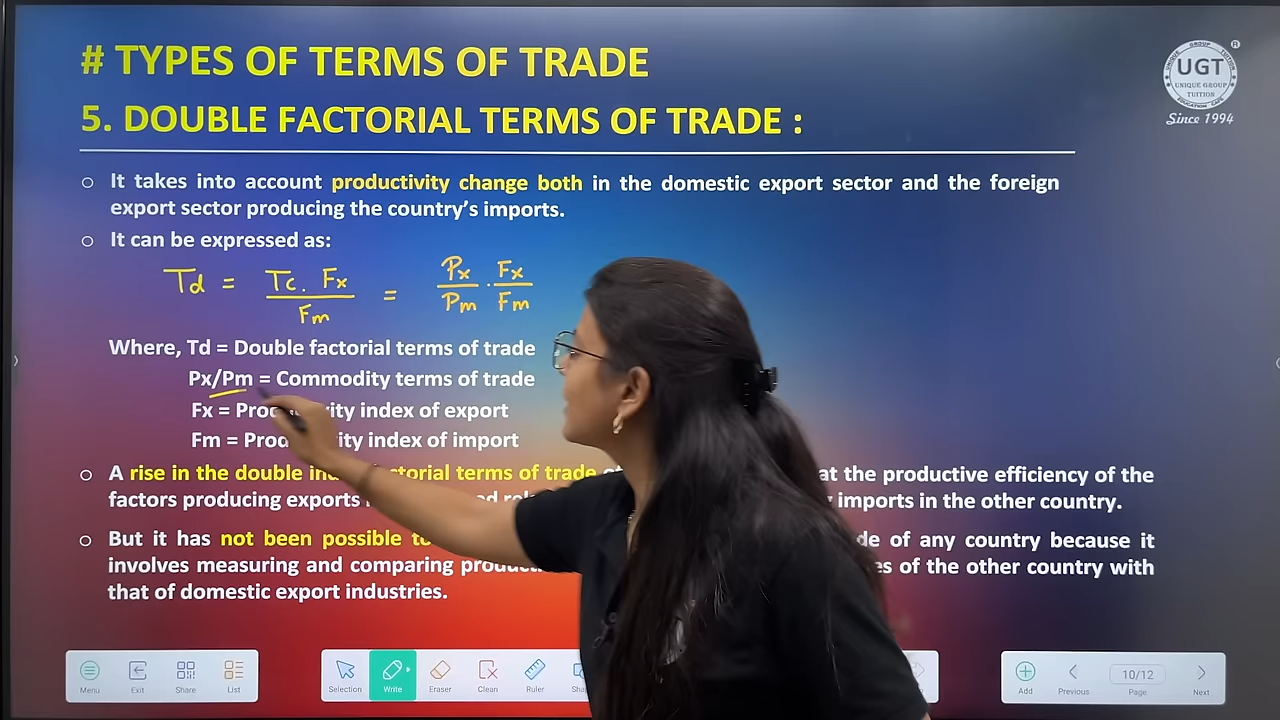 # TYPES OF TERMS OF TRADE
5. DOUBLE FACTORIAL TERMS OF TRADE :
UNIQUE GROUP TUITION
UGT
UNIQUE GROUP
TUITION
EDUCATION CAFE
®
Since 1994
○ It takes into account productivity change both in the domestic export sector and the foreign
export sector producing the country's imports.
○ It can be expressed as:
Td = Tc. Fx / Fm = Px / Pm . Fx / Fm
Where, Td = Double factorial terms of trade
Px/Pm = Commodity terms of trade
Fx = ity index of export
Fm = ity index of import
○ A rise in the double torial terms of trade at the productive efficiency of the
factors producing exports imports in the other country.
○ But it has not been possible of any country because it
involves measuring and comparing of the other country with
that of domestic export industries.
Menu
Exit
Share
List
Selection
Write
Eraser
Clean
Ruler
Add
Previous
10/12
Page
Next